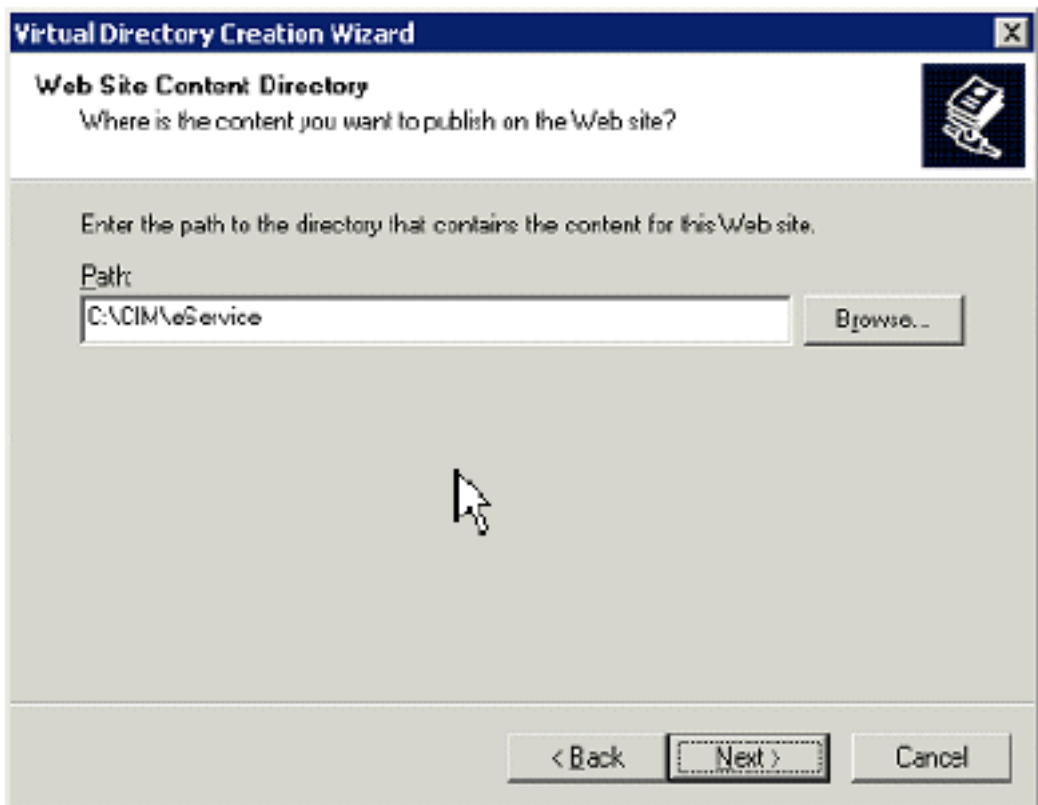 Virtual Directory Creation Wizard
Web Site Content Directory
Where is the content you want to publish on the Web site?
Enter the path to the directory that contains the content for this Web site.
Path:
C:\CIM\eService
Browse...
< Back
Next >
Cancel